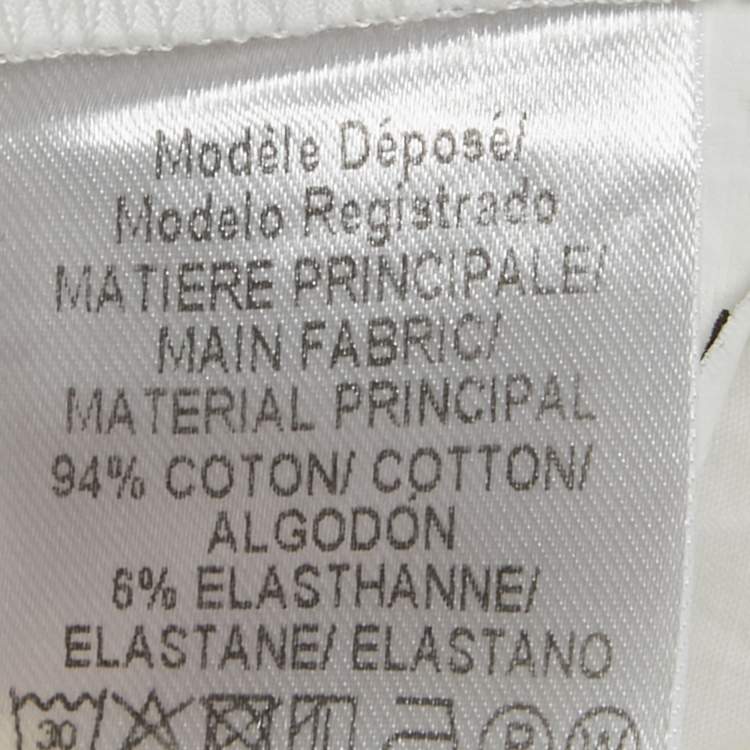 Modèle Déposé/
Modelo Registrado
MATIERE PRINCIPALE/
MAIN FABRIC/
MATERIAL PRINCIPAL
94% COTON/ COTTON/
ALGODÓN
6% ELASTHANNE/
ELASTANE/ ELASTANO
30 P W